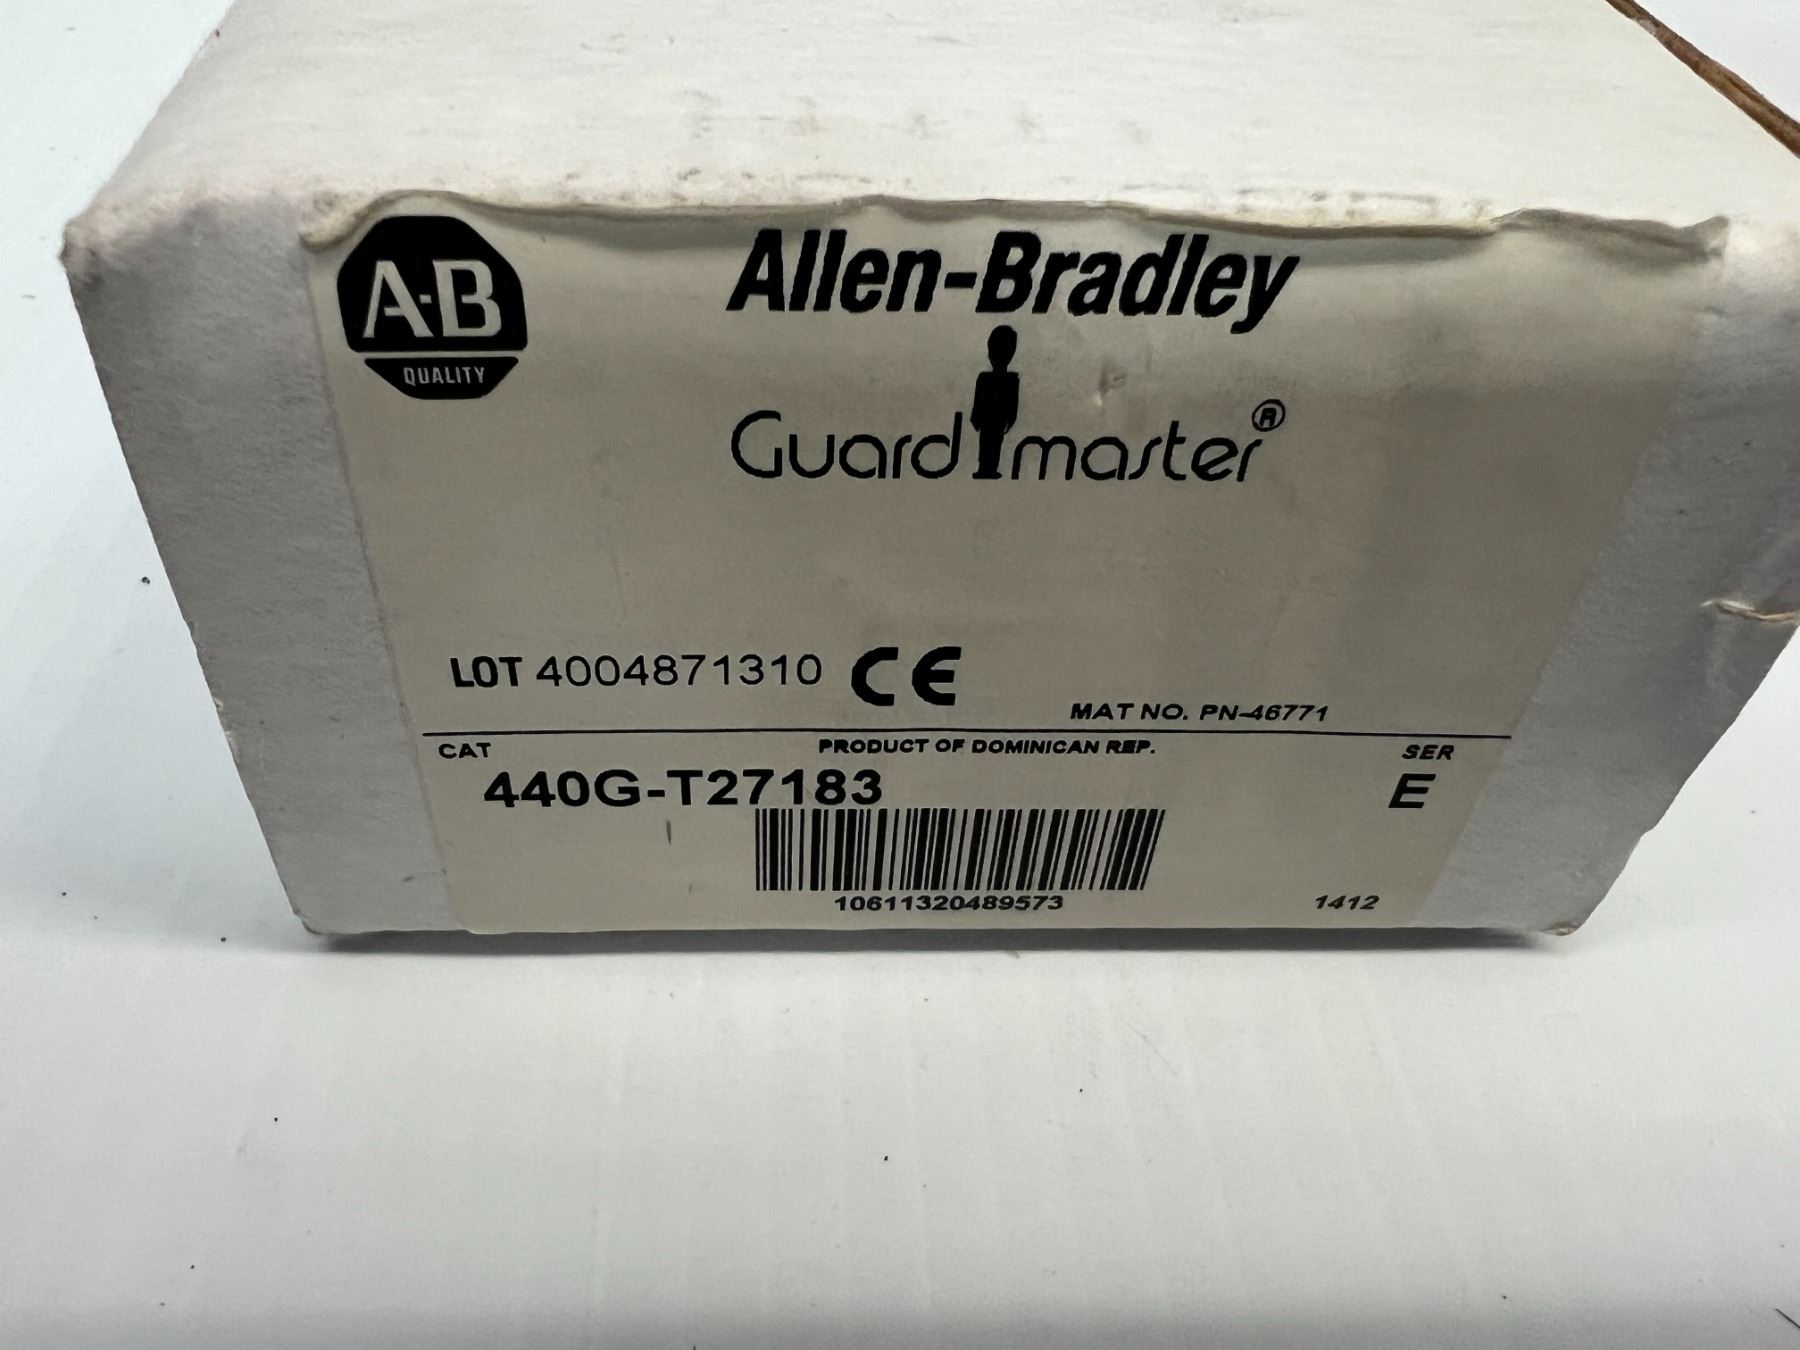 A-B
QUALITY
Allen-Bradley
Guardmaster®
LOT 4004871310 CE
MAT NO. PN-46771
CAT PRODUCT OF DOMINICAN REP. SER
440G-T27183 E
10611320489573 1412